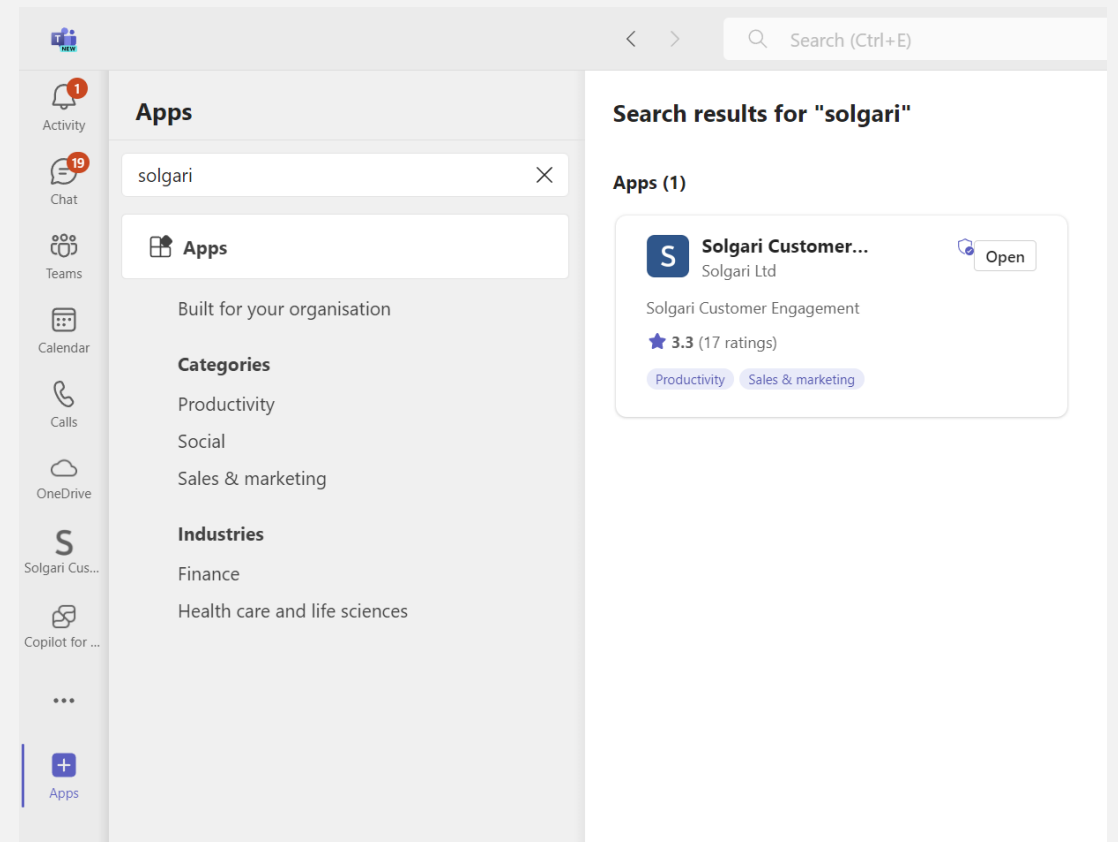 T
NEW
Search (Ctrl+E)
1
Activity
19
Chat
Teams
Calendar
Calls
OneDrive
S
Solgari Cus...
Copilot for ...
Apps
Apps
solgari
Apps
Built for your organisation
Categories
Productivity
Social
Sales & marketing
Industries
Finance
Health care and life sciences
Search results for "solgari"
Apps (1)
S
Solgari Customer...
Open
Solgari Ltd
Solgari Customer Engagement
3.3 (17 ratings)
Productivity Sales & marketing